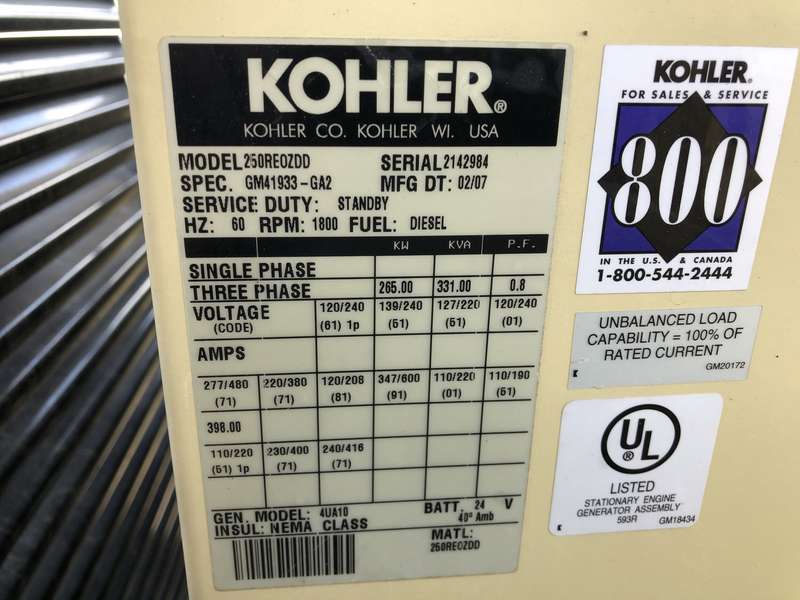 KOHLER®
KOHLER CO. KOHLER WI. USA
MODEL 250REOZDD SERIAL 2142984
SPEC. GM41933-GA2 MFG DT: 02/07
SERVICE DUTY: STANDBY
HZ: 60 RPM: 1800 FUEL: DIESEL
KW KVA P.F.
SINGLE PHASE
THREE PHASE 265.00 331.00 0.8
VOLTAGE 120/240 139/240 127/220 120/240
(CODE) (61) 1p (51) (51) (01)
AMPS
277/480 220/380 120/208 347/600 110/220 110/190
(71) (71) (81) (91) (01) (51)
398.00
110/220 230/400 240/416
(51) 1p (71) (71)
GEN. MODEL: 4UA10 BATT. 24 V
INSUL: NEMA CLASS 40° Amb
MATL:
250REOZDD
KOHLER®
FOR SALES & SERVICE
800
IN THE U.S. & CANADA
1-800-544-2444
UNBALANCED LOAD
CAPABILITY = 100% OF
RATED CURRENT
GM20172
UL®
LISTED
STATIONARY ENGINE
GENERATOR ASSEMBLY
593R GM18434